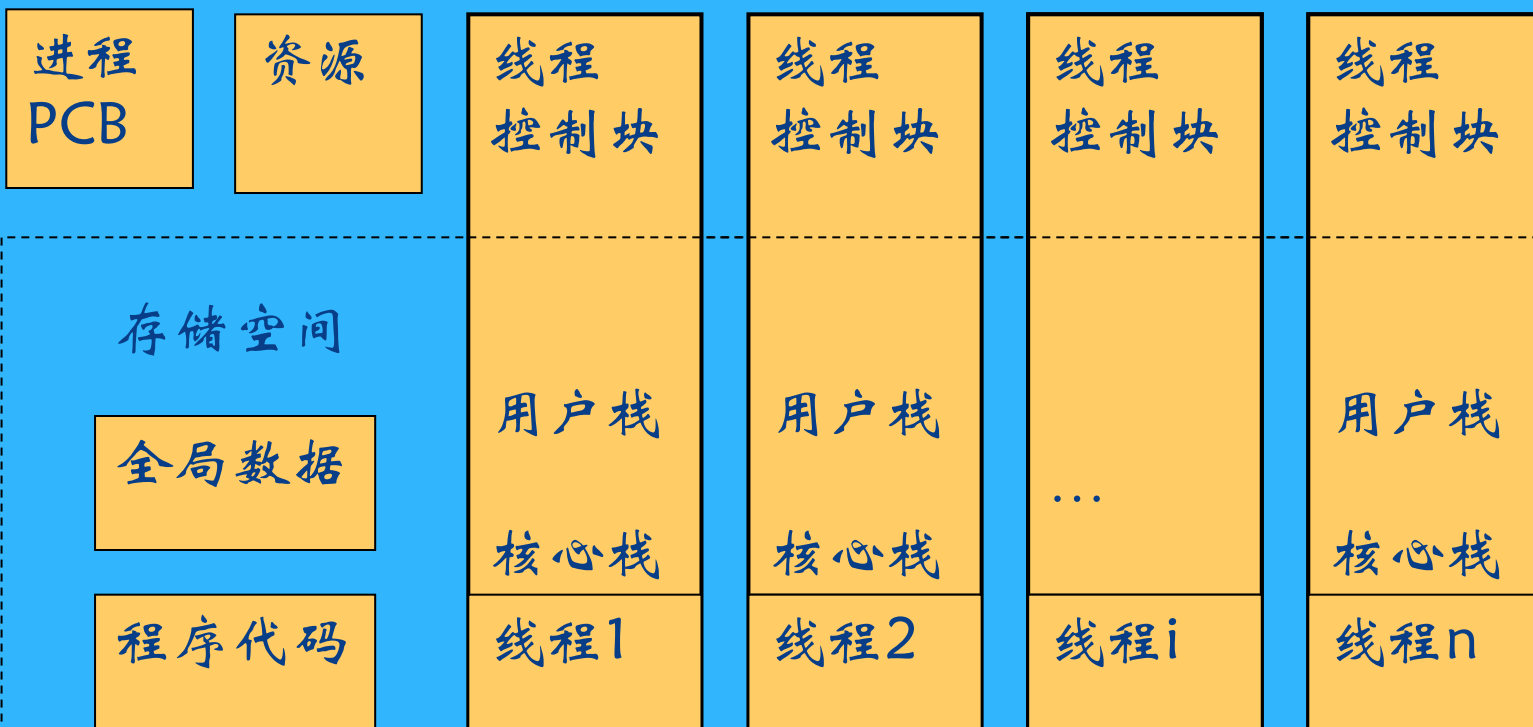 进程
PCB
资源
线程
控制块
线程
控制块
线程
控制块
线程
控制块
存储空间
全局数据
程序代码
用户栈
核心栈
线程1
用户栈
核心栈
线程2
...
线程i
用户栈
核心栈
线程n